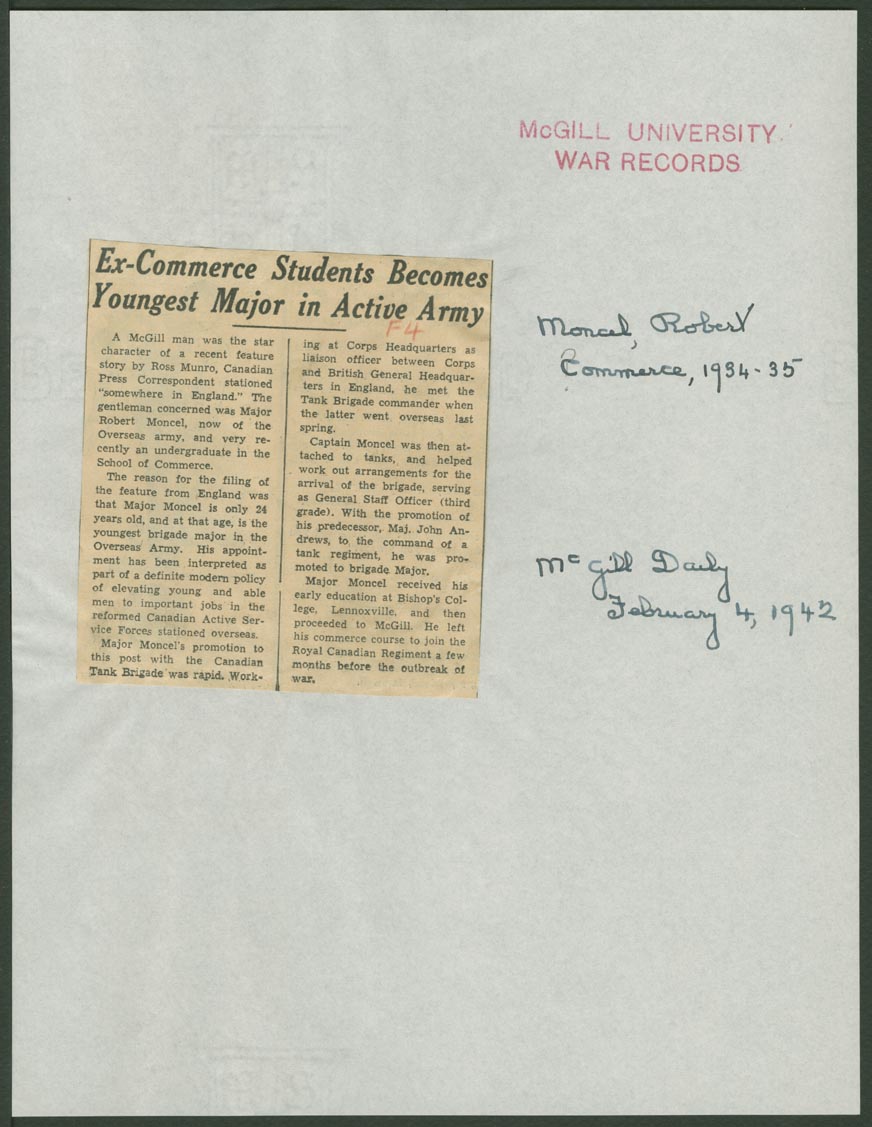 McGILL UNIVERSITY
WAR RECORDS
Ex-Commerce Students Becomes
Youngest Major in Active Army
F4
A McGill man was the star
character of a recent feature
story by Ross Munro, Canadian
Press Correspondent stationed
"somewhere in England." The
gentleman concerned was Major
Robert Moncel, now of the
Overseas army, and very re-
cently an undergraduate in the
School of Commerce.
The reason for the filing of
the feature from England was
that Major Moncel is only 24
years old, and at that age, is the
youngest brigade major in the
Overseas Army. His appoint-
ment has been interpreted as
part of a definite modern policy
of elevating young and able
men to important jobs in the
reformed Canadian Active Ser-
vice Forces stationed overseas.
Major Moncel's promotion to
this post with the Canadian
Tank Brigade was rapid. Work-
ing at Corps Headquarters as
liaison officer between Corps
and British General Headquar-
ters in England, he met the
Tank Brigade commander when
the latter went overseas last
spring.
Captain Moncel was then at-
tached to tanks, and helped
work out arrangements for the
arrival of the brigade, serving
as General Staff Officer (third
grade). With the promotion of
his predecessor, Maj. John An-
drews, to the command of a
tank regiment, he was pro-
moted to brigade Major.
Major Moncel received his
early education at Bishop's Col-
lege, Lennoxville, and then
proceeded to McGill. He left
his commerce course to join the
Royal Canadian Regiment a few
months before the outbreak of
war.
Moncel, Robert
Commerce, 1934-35
McGill Daily
February 4, 1942